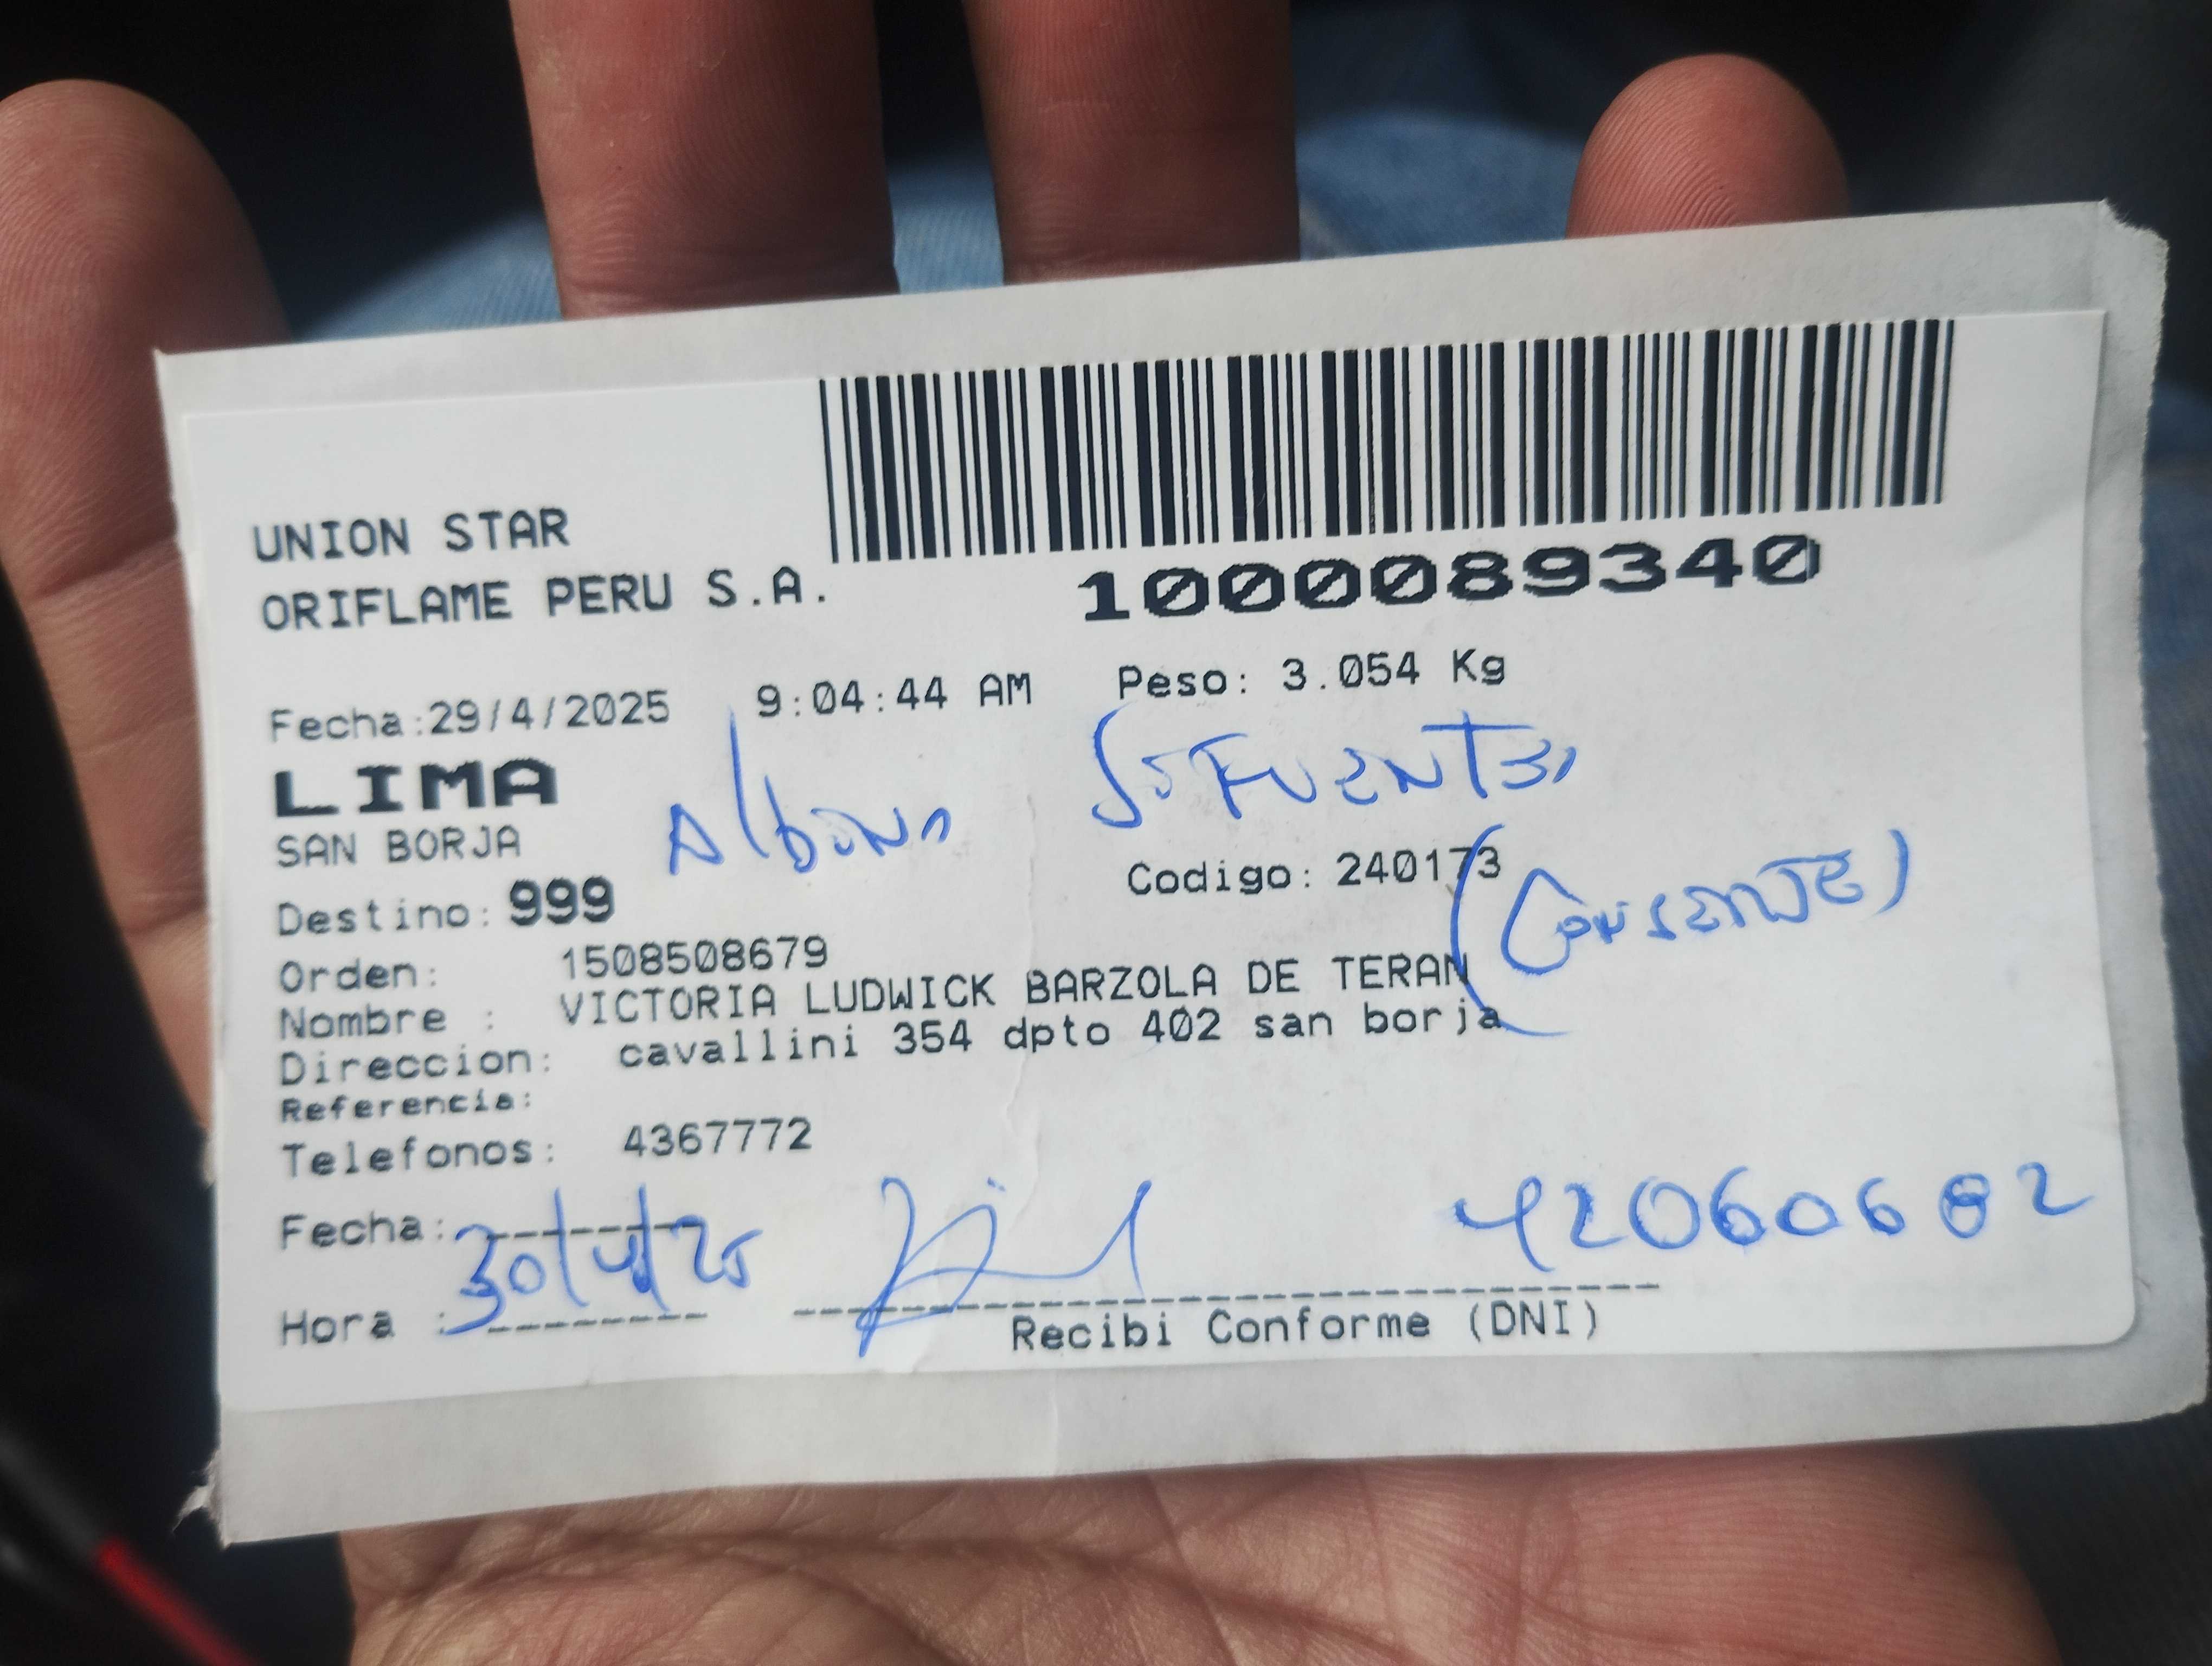 UNION STAR
ORIFLAME PERU S.A.
1000089340
Fecha:29/4/2025 9:04:44 AM Peso: 3.054 Kg
LIMA
SAN BORJA
Albino SIFUENTES
Destino: 999 Codigo: 240173
Orden: 1508508679
Nombre : VICTORIA LUDWICK BARZOLA DE TERAN
Direccion: cavallini 354 dpto 402 san borja
Referencia:
Telefonos: 4367772
Fecha: 30/4/25 42060682
Hora :
Recibi Conforme (DNI)